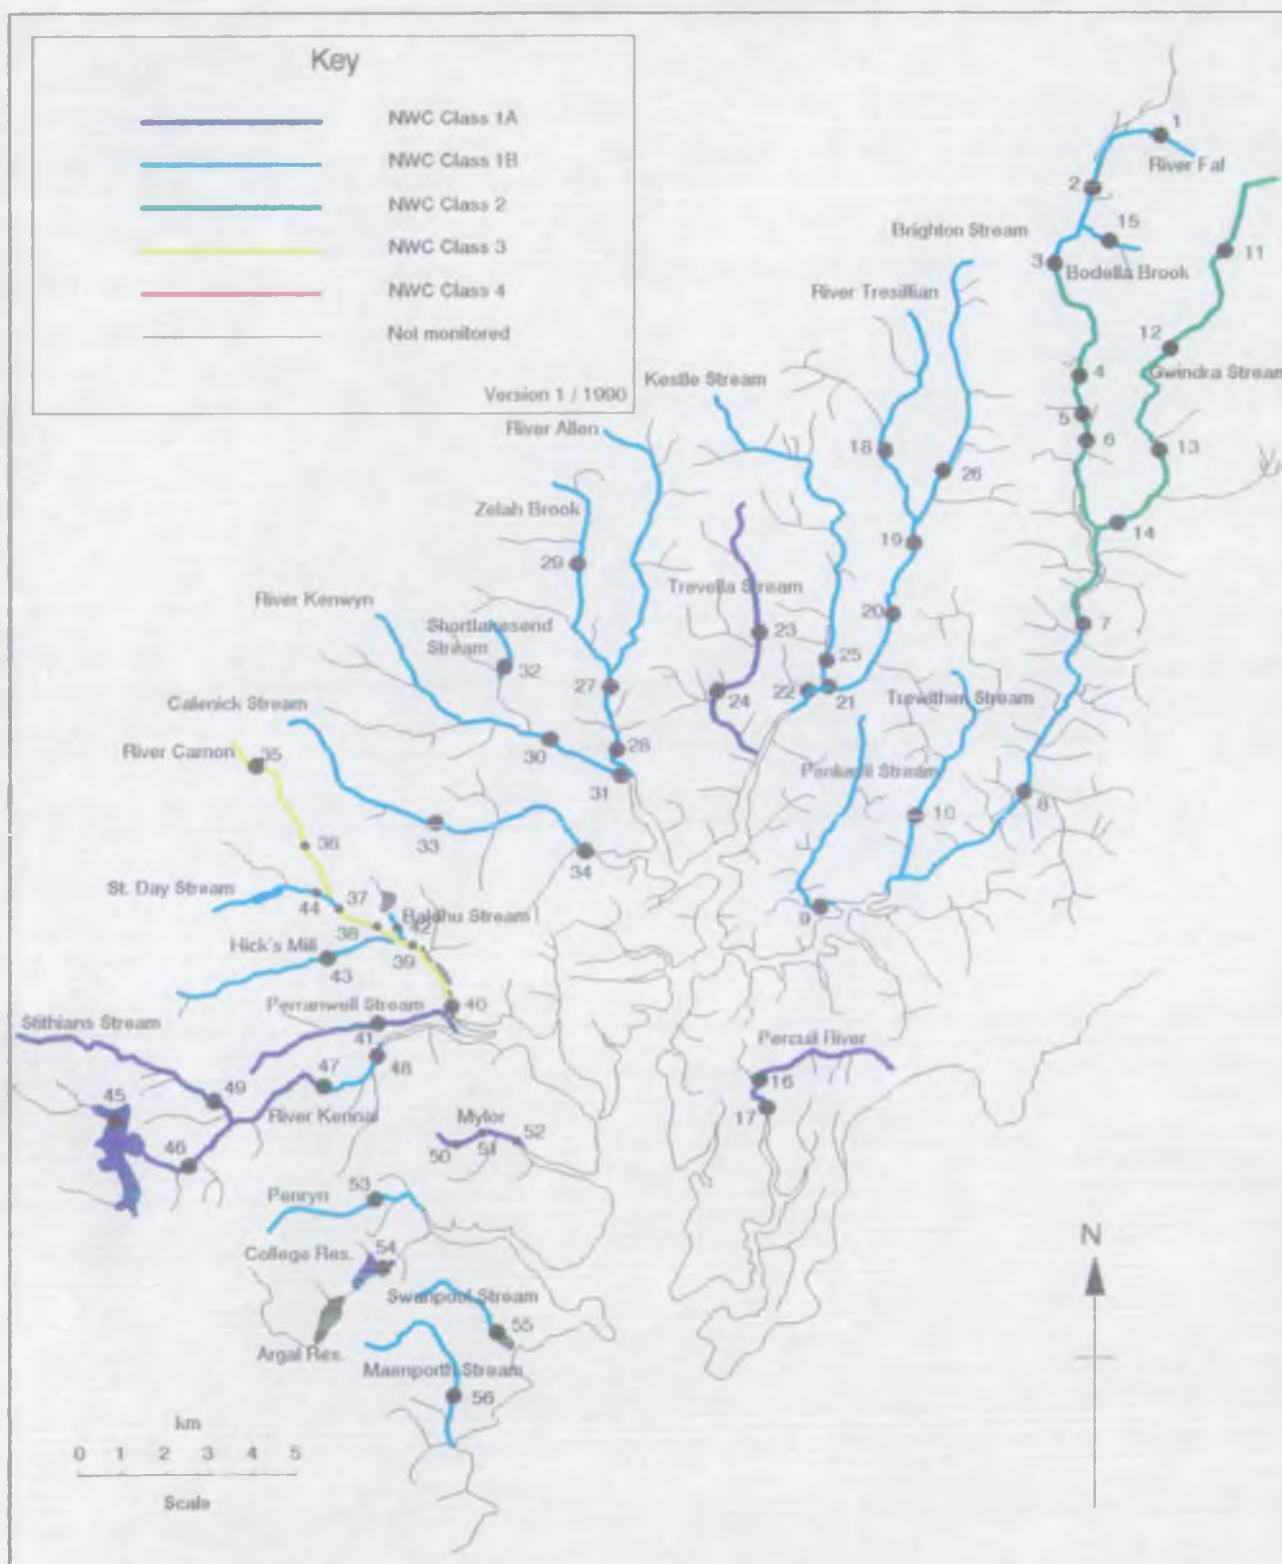 Key
NWC Class 1A
NWC Class 1B
NWC Class 2
NWC Class 3
NWC Class 4
Not monitored
Version 1 / 1990
1
River Fal
2
15
Brighton Stream
3
Bodella Brook
11
River Tresillian
12
4
Gwindra Stream
Kestle Stream
5
6
River Allen
18
13
26
Zelah Brook
14
19
29
Trevella Stream
River Kenwyn
20
Shortlakesend
Stream
23
7
32
25
27
24
22
21
Trewithen Stream
Calenick Stream
River Carnon
35
30
28
31
8
10
33
36
34
St. Day Stream
44
37
9
38
42
Baldhu Stream
Hick's Mill
43
39
Perranwell Stream
40
Stithians Stream
41
Percuil River
47
48
16
45
49
River Kennal
17
Mylor
46
50
51
52
Penryn
53
College Res.
54
Swanpool Stream
55
Argal Res.
Maenporth Stream
56
N
km
0 1 2 3 4 5
Scale